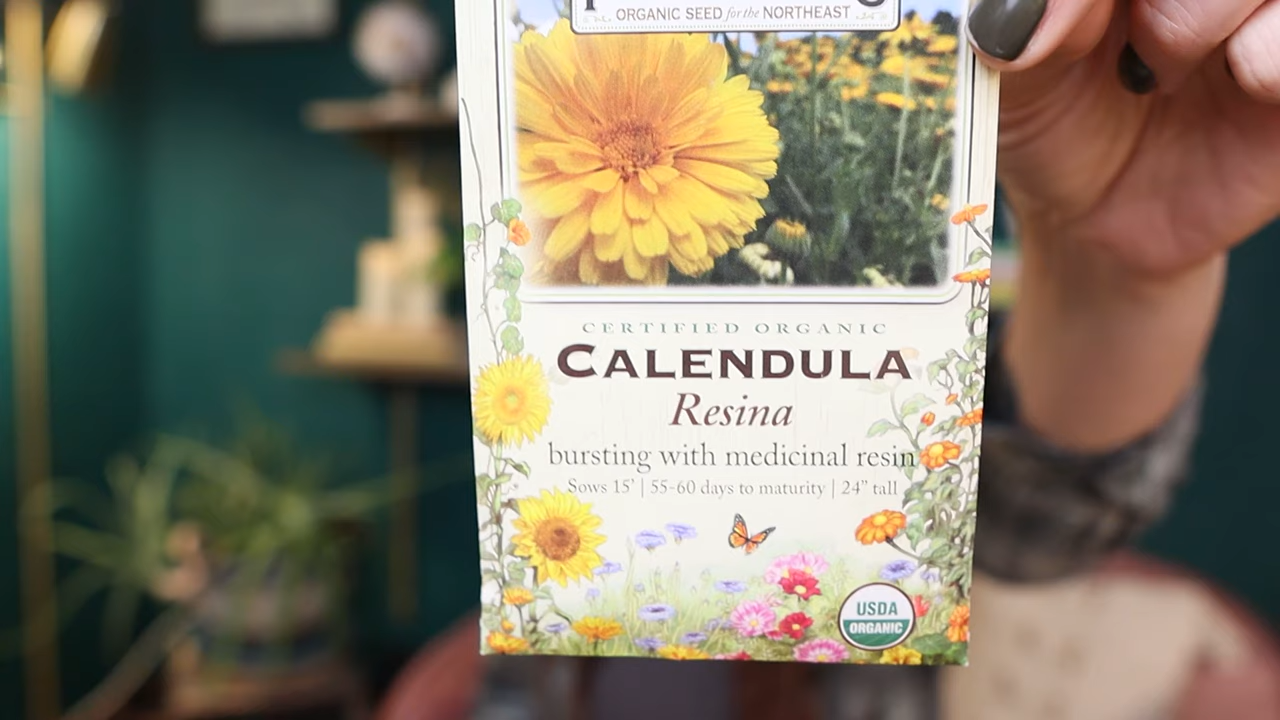 ORGANIC SEED for the NORTHEAST
CERTIFIED ORGANIC
CALENDULA
Resina
bursting with medicinal resin
Sows 15' | 55-60 days to maturity | 24" tall
USDA
ORGANIC